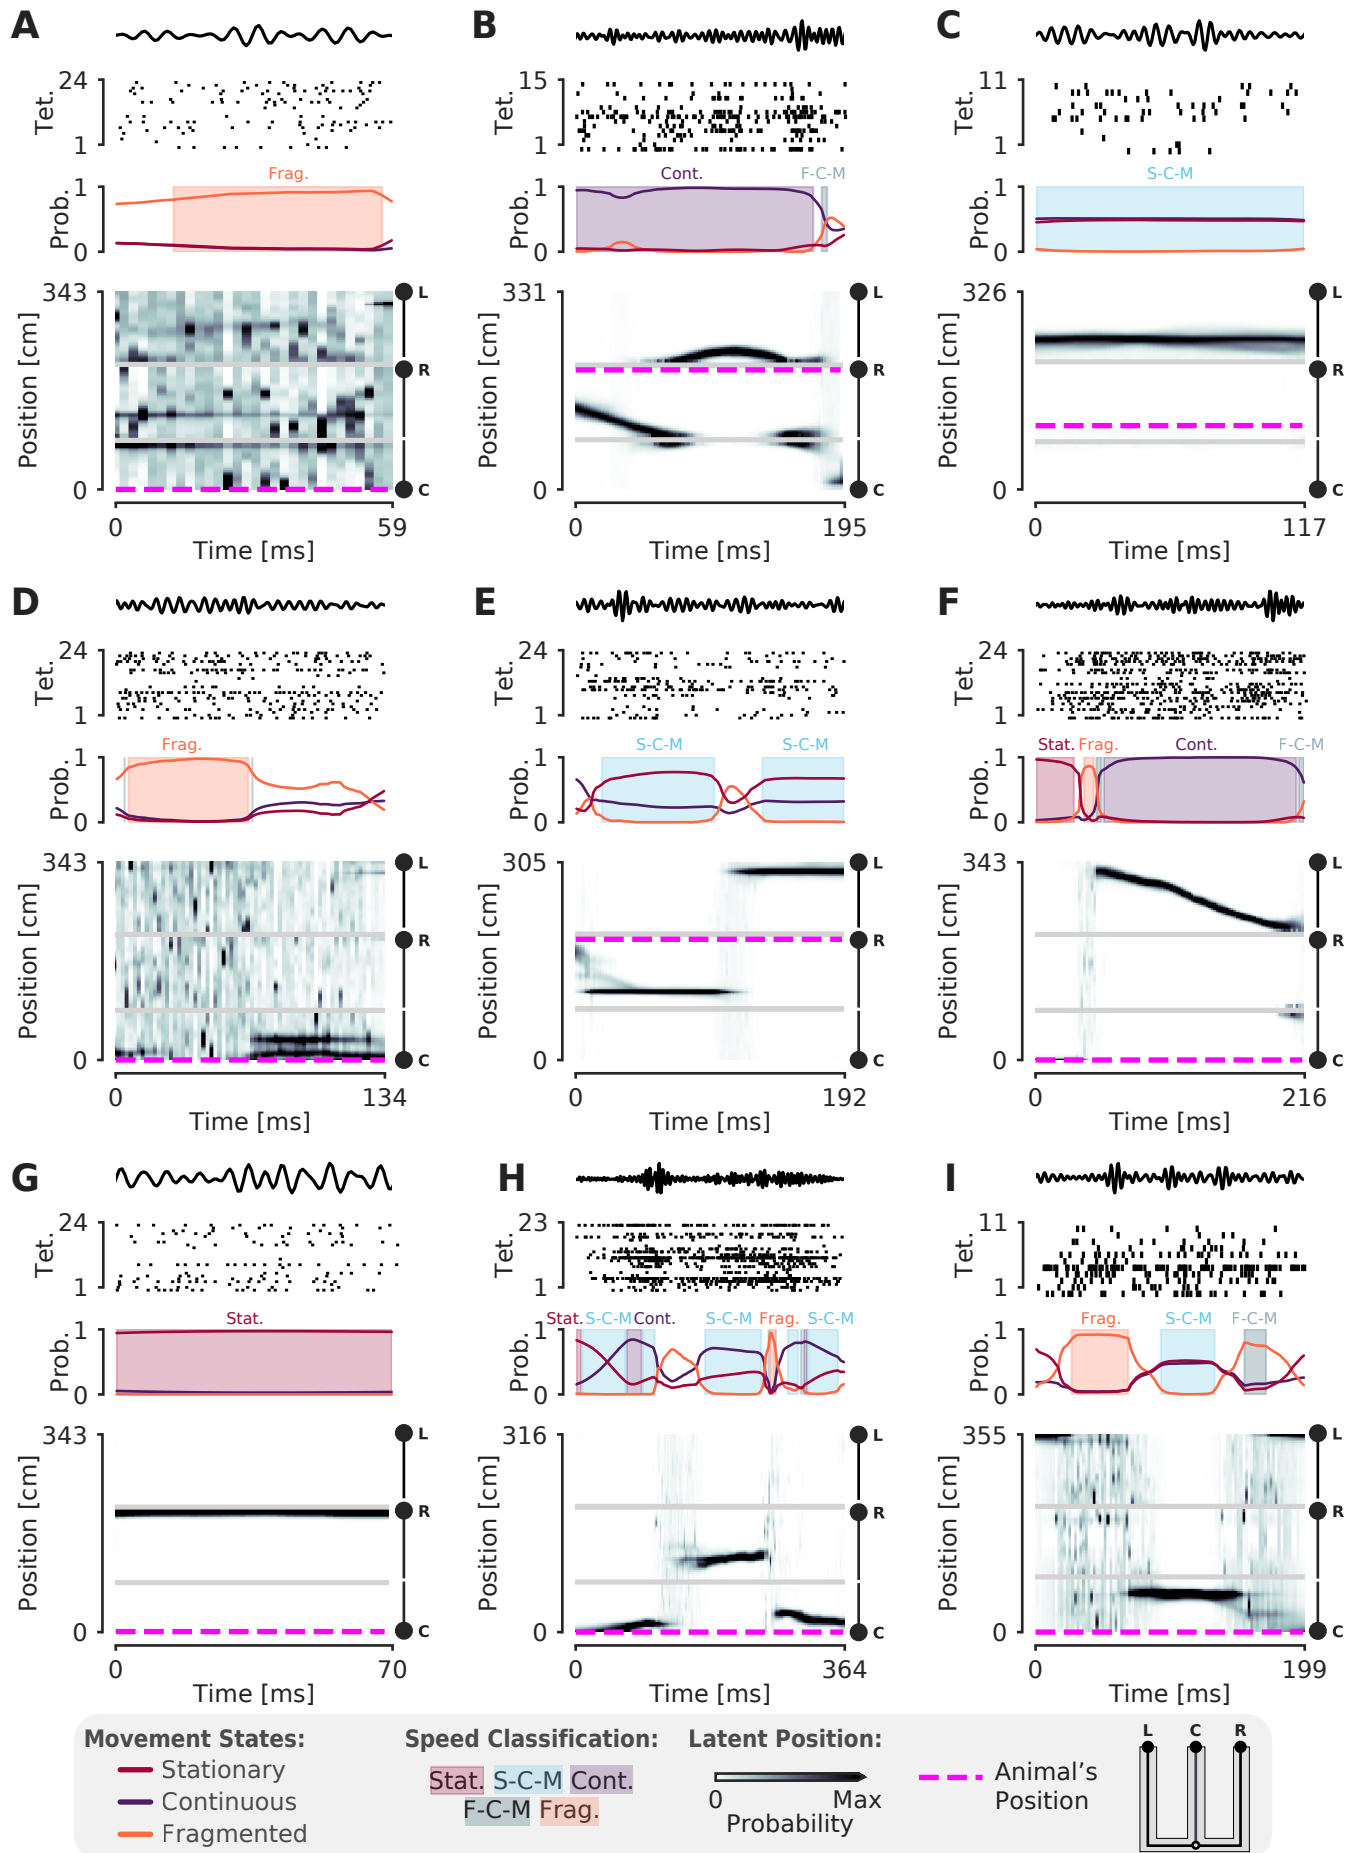 A
24
Tet.
1
Frag.
1
Prob.
0
343
Position [cm]
0
L
R
C
0
59
Time [ms]
B
15
Tet.
1
Cont.
F-C-M
1
Prob.
0
331
Position [cm]
0
L
R
C
0
195
Time [ms]
C
11
Tet.
1
S-C-M
1
Prob.
0
326
Position [cm]
0
L
R
C
0
117
Time [ms]
D
24
Tet.
1
Frag.
1
Prob.
0
343
Position [cm]
0
L
R
C
0
134
Time [ms]
E
24
Tet.
1
S-C-M S-C-M
1
Prob.
0
305
Position [cm]
0
L
R
C
0
192
Time [ms]
F
24
Tet.
1
Stat. Frag. Cont. F-C-M
1
Prob.
0
343
Position [cm]
0
L
R
C
0
216
Time [ms]
G
24
Tet.
1
Stat.
1
Prob.
0
343
Position [cm]
0
L
R
C
0
70
Time [ms]
H
23
Tet.
1
Stat. S-C-M Cont. S-C-M Frag. S-C-M
1
Prob.
0
316
Position [cm]
0
L
R
C
0
364
Time [ms]
I
11
Tet.
1
Frag. S-C-M F-C-M
1
Prob.
0
355
Position [cm]
0
L
R
C
0
199
Time [ms]
Movement States:
Stationary
Continuous
Fragmented
Speed Classification:
Stat. S-C-M Cont.
F-C-M Frag.
Latent Position:
0 Max
Probability
Animal's
Position
L C R